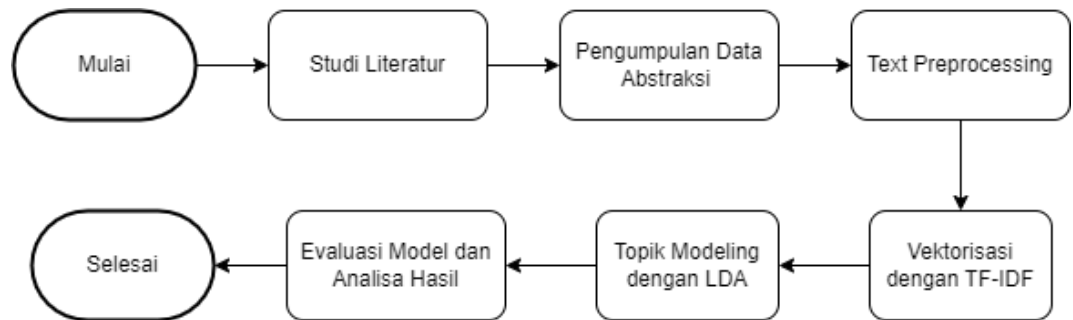 Mulai
Studi Literatur
Pengumpulan Data
Abstraksi
Text Preprocessing
Vektorisasi
dengan TF-IDF
Topik Modeling
dengan LDA
Evaluasi Model dan
Analisa Hasil
Selesai